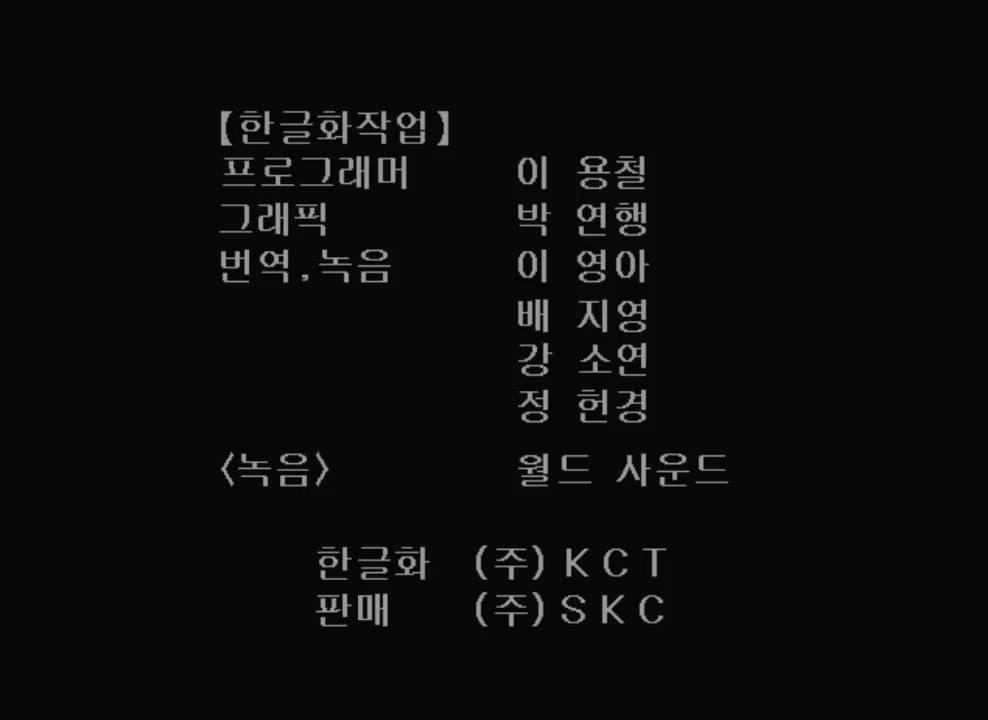 【한글화작업】
프로그래머 이 용철
그래픽 박 연행
번역,녹음 이 영아
배 지영
강 소연
정 헌경
〈녹음〉 월드 사운드
한글화 (주) K C T
판매 (주) S K C